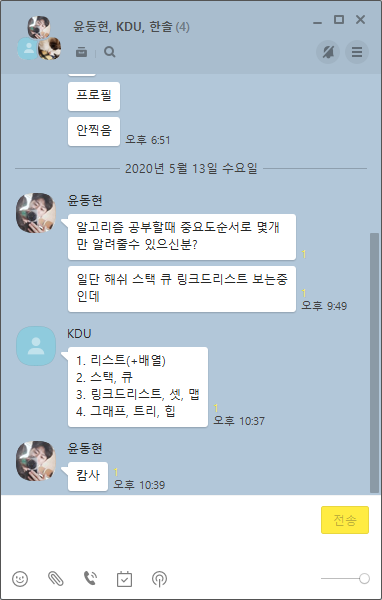 윤동현, KDU, 한솔 (4)
프로필
안찍음
오후 6:51
2020년 5월 13일 수요일
윤동현
알고리즘 공부할때 중요도순서로 몇개
만 알려줄수 있으신분?
1
일단 해쉬 스택 큐 링크드리스트 보는중
인데
1
오후 9:49
KDU
1. 리스트(+배열)
2. 스택, 큐
3. 링크드리스트, 셋, 맵
4. 그래프, 트리, 힙
1
오후 10:37
윤동현
캄사
1
오후 10:39
전송